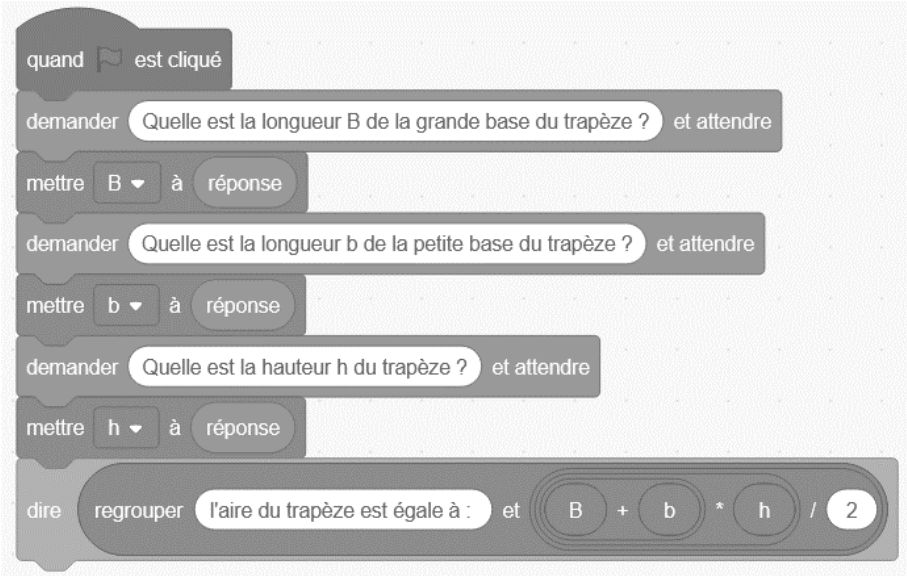 quand est cliqué
demander Quelle est la longueur B de la grande base du trapèze ? et attendre
mettre B à réponse
demander Quelle est la longueur b de la petite base du trapèze ? et attendre
mettre b à réponse
demander Quelle est la hauteur h du trapèze ? et attendre
mettre h à réponse
dire regrouper l'aire du trapèze est égale à : et B + b * h / 2